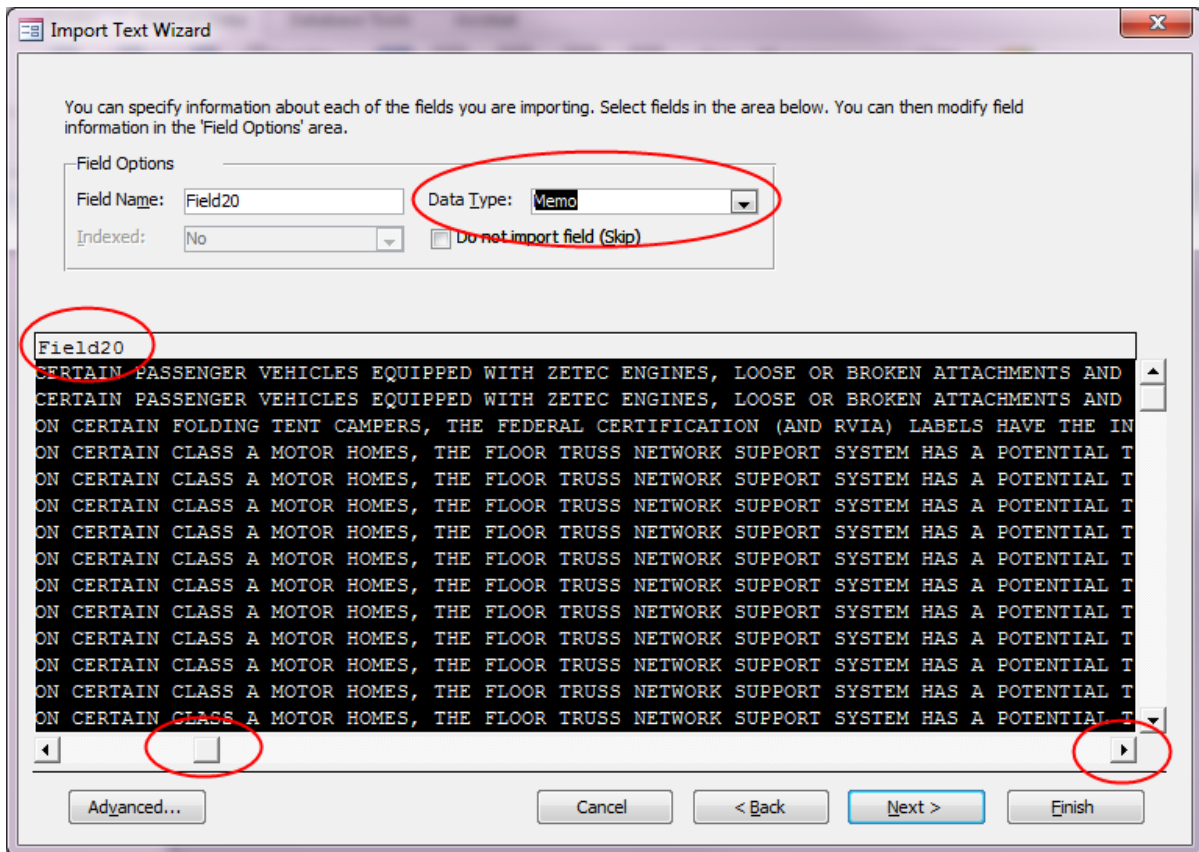 Import Text Wizard
You can specify information about each of the fields you are importing. Select fields in the area below. You can then modify field
information in the 'Field Options' area.
Field Options
Field Name: Field20 Data Type: Memo
Indexed: No Do not import field (Skip)
Field20
CERTAIN PASSENGER VEHICLES EQUIPPED WITH ZETEC ENGINES, LOOSE OR BROKEN ATTACHMENTS AND
CERTAIN PASSENGER VEHICLES EQUIPPED WITH ZETEC ENGINES, LOOSE OR BROKEN ATTACHMENTS AND
ON CERTAIN FOLDING TENT CAMPERS, THE FEDERAL CERTIFICATION (AND RVIA) LABELS HAVE THE IN
ON CERTAIN CLASS A MOTOR HOMES, THE FLOOR TRUSS NETWORK SUPPORT SYSTEM HAS A POTENTIAL T
ON CERTAIN CLASS A MOTOR HOMES, THE FLOOR TRUSS NETWORK SUPPORT SYSTEM HAS A POTENTIAL T
ON CERTAIN CLASS A MOTOR HOMES, THE FLOOR TRUSS NETWORK SUPPORT SYSTEM HAS A POTENTIAL T
ON CERTAIN CLASS A MOTOR HOMES, THE FLOOR TRUSS NETWORK SUPPORT SYSTEM HAS A POTENTIAL T
ON CERTAIN CLASS A MOTOR HOMES, THE FLOOR TRUSS NETWORK SUPPORT SYSTEM HAS A POTENTIAL T
ON CERTAIN CLASS A MOTOR HOMES, THE FLOOR TRUSS NETWORK SUPPORT SYSTEM HAS A POTENTIAL T
ON CERTAIN CLASS A MOTOR HOMES, THE FLOOR TRUSS NETWORK SUPPORT SYSTEM HAS A POTENTIAL T
ON CERTAIN CLASS A MOTOR HOMES, THE FLOOR TRUSS NETWORK SUPPORT SYSTEM HAS A POTENTIAL T
ON CERTAIN CLASS A MOTOR HOMES, THE FLOOR TRUSS NETWORK SUPPORT SYSTEM HAS A POTENTIAL T
ON CERTAIN CLASS A MOTOR HOMES, THE FLOOR TRUSS NETWORK SUPPORT SYSTEM HAS A POTENTIAL T
ON CERTAIN CLASS A MOTOR HOMES, THE FLOOR TRUSS NETWORK SUPPORT SYSTEM HAS A POTENTIAL T
Advanced... Cancel < Back Next > Finish